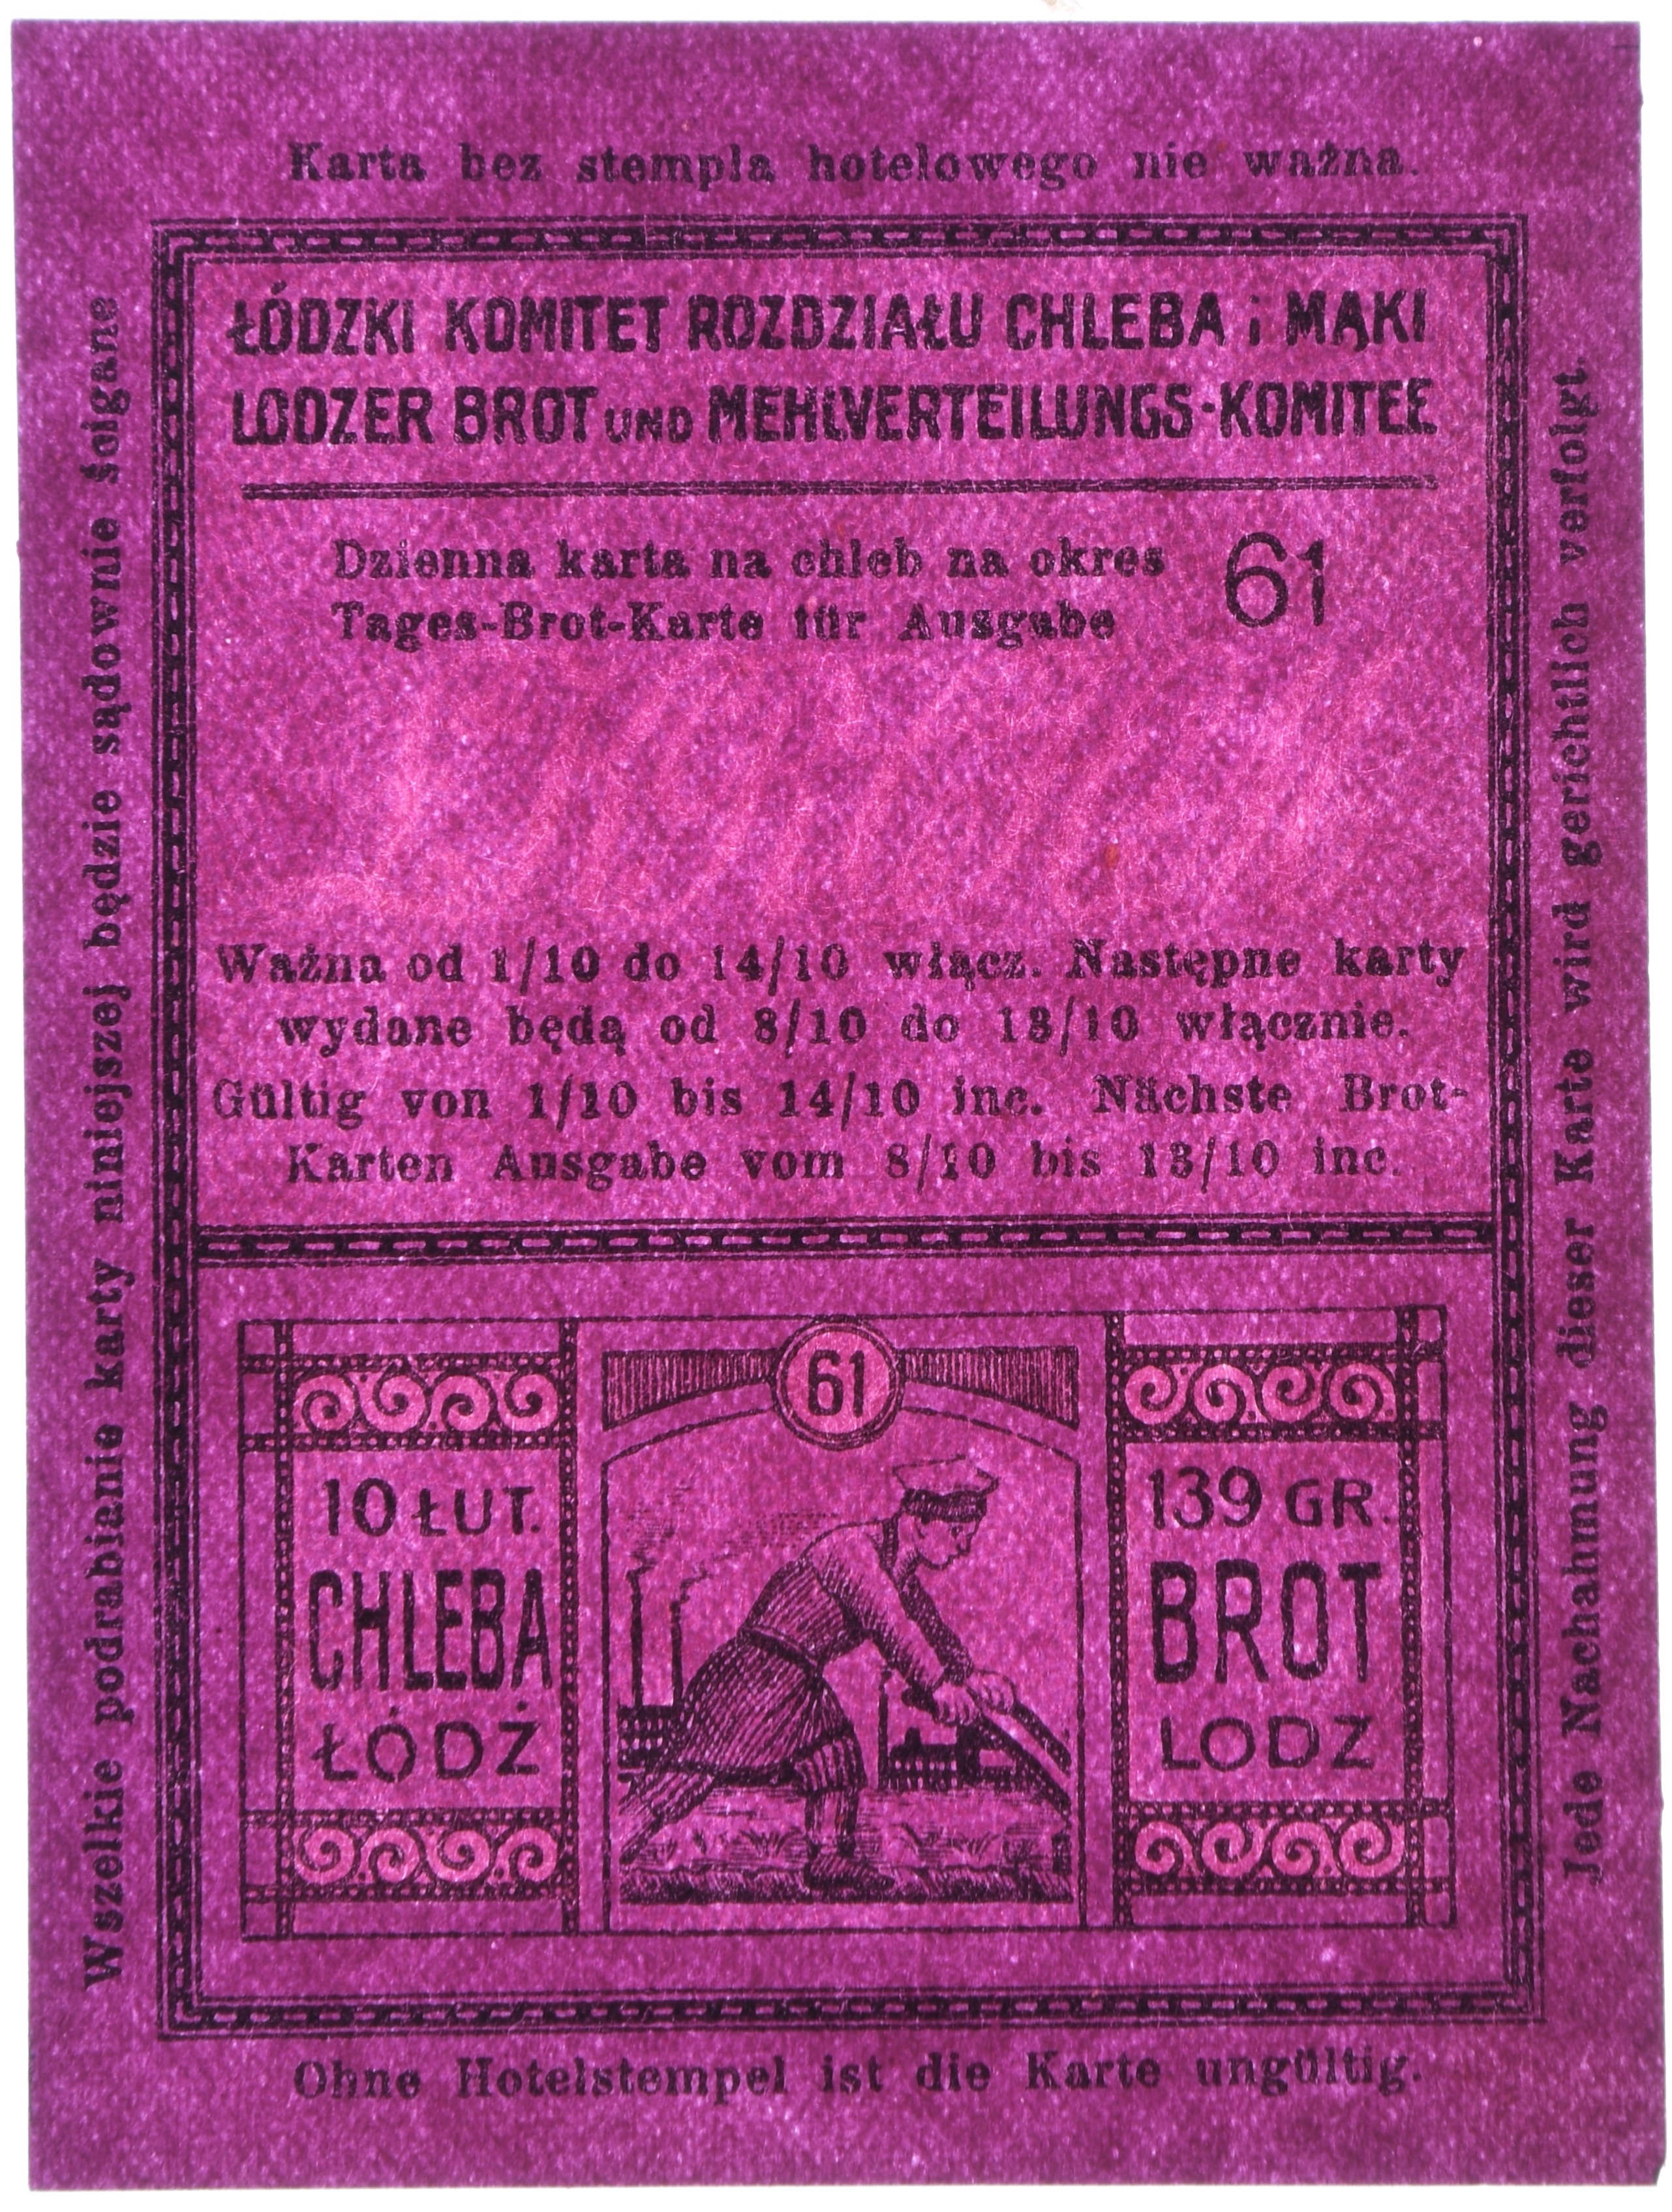 Karta bez stempla hotelowego nie ważna.
ŁÓDZKI KOMITET ROZDZIAŁU CHLEBA i MĄKI
LODZER BROT UND MEHLVERTEILUNGS-KOMITEE
Dzienna karta na chleb na okres 61
Tages-Brot-Karte für Ausgabe
Ważna od 1/10 do 14/10 włącz. Następne karty
wydane będą od 8/10 do 13/10 włącznie.
Gültig von 1/10 bis 14/10 inc. Nächste Brot-
Karten Ausgabe vom 8/10 bis 13/10 inc.
61
10 ŁUT.
CHLEBA
ŁÓDŻ
139 GR.
BROT
LODZ
Ohne Hotelstempel ist die Karte ungültig.
Wszelkie podrabianie karty niniejszej będzie sądownie ścigane
Jede Nachahmung dieser Karte wird gerichtlich verfolgt.